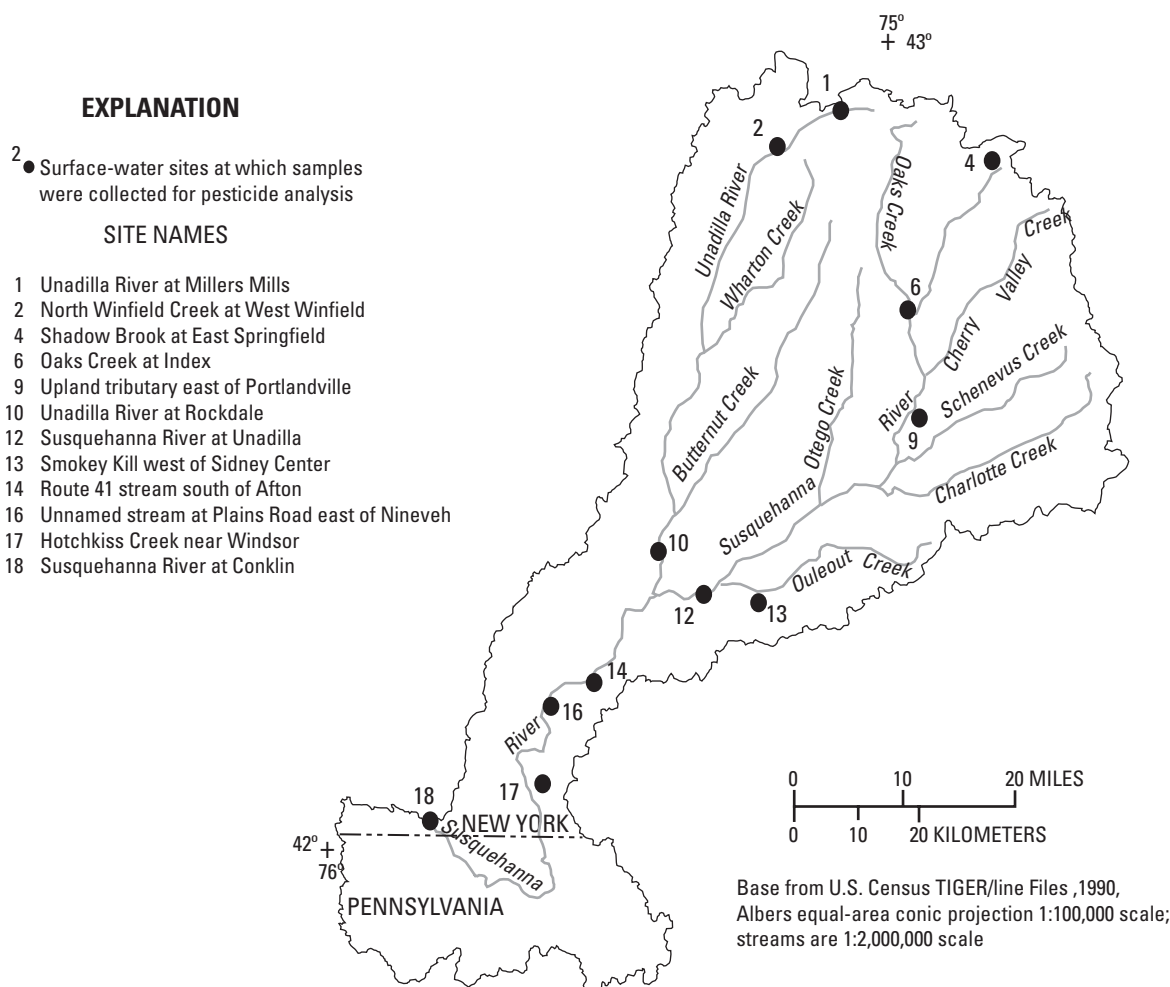 75°
+ 43°
EXPLANATION
2
Surface-water sites at which samples
were collected for pesticide analysis
SITE NAMES
1 Unadilla River at Millers Mills
2 North Winfield Creek at West Winfield
4 Shadow Brook at East Springfield
6 Oaks Creek at Index
9 Upland tributary east of Portlandville
10 Unadilla River at Rockdale
12 Susquehanna River at Unadilla
13 Smokey Kill west of Sidney Center
14 Route 41 stream south of Afton
16 Unnamed stream at Plains Road east of Nineveh
17 Hotchkiss Creek near Windsor
18 Susquehanna River at Conklin
1
2
4
Unadilla River
Wharton Creek
Oaks Creek
Cherry Valley Creek
6
Butternut Creek
Otego Creek
Susquehanna River
9
Schenevus Creek
Charlotte Creek
10
12
13
Ouleout Creek
14
16
River
17
18
Susquehanna
NEW YORK
42° +
76°
PENNSYLVANIA
0 10 20 MILES
0 10 20 KILOMETERS
Base from U.S. Census TIGER/line Files ,1990,
Albers equal-area conic projection 1:100,000 scale;
streams are 1:2,000,000 scale